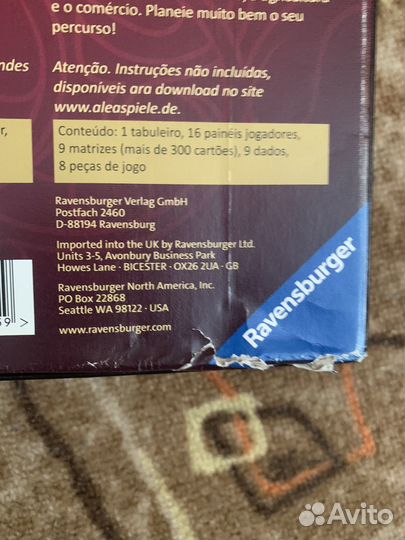 e o comércio. Planeie muito bem o seu
percurso!
ndes
Atenção. Instruções não incluídas,
disponíveis ara download no site
www.aleaspiele.de.
r,
Conteúdo: 1 tabuleiro, 16 paineis jogadores,
9 matrizes (mais de 300 cartões), 9 dados,
8 peças de jogo
Ravensburger Verlag GmbH
Postfach 2460
D-88194 Ravensburg
Imported into the UK by Ravensburger Ltd.
Units 3-5, Avonbury Business Park
Howes Lane · BICESTER · OX26 2UA · GB
Ravensburger North America, Inc.
PO Box 22868
Seattle WA 98122 · USA
www.ravensburger.com
9 >
Ravensburger
Avito